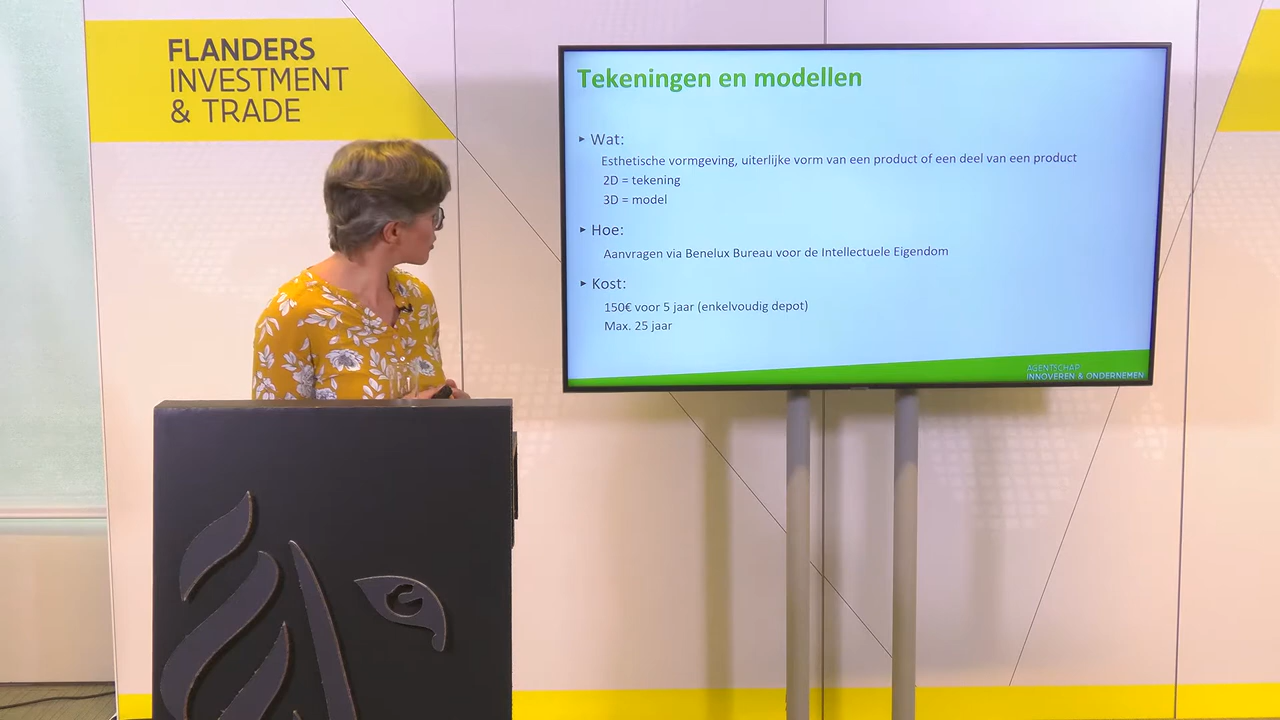 FLANDERS
INVESTMENT
& TRADE
Tekeningen en modellen
Wat:
Esthetische vormgeving, uiterlijke vorm van een product of een deel van een product
2D = tekening
3D = model
Hoe:
Aanvragen via Benelux Bureau voor de Intellectuele Eigendom
Kost:
150€ voor 5 jaar (enkelvoudig depot)
Max. 25 jaar
AGENTSCHAP
INNOVEREN & ONDERNEMEN